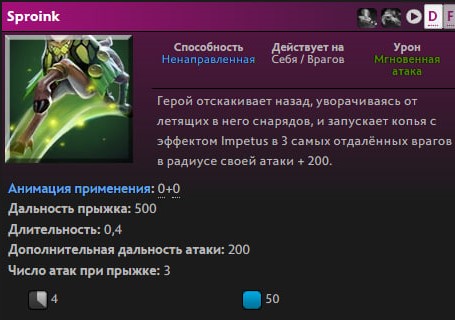 Sproink
D F
Способность
Ненаправленная
Действует на
Себя / Врагов
Урон
Мгновенная
атака
Герой отскакивает назад, уворачиваясь от
летящих в него снарядов, и запускает копья с
эффектом Impetus в 3 самых отдалённых врагов
в радиусе своей атаки + 200.
Анимация применения: 0+0
Дальность прыжка: 500
Длительность: 0,4
Дополнительная дальность атаки: 200
Число атак при прыжке: 3
4 50